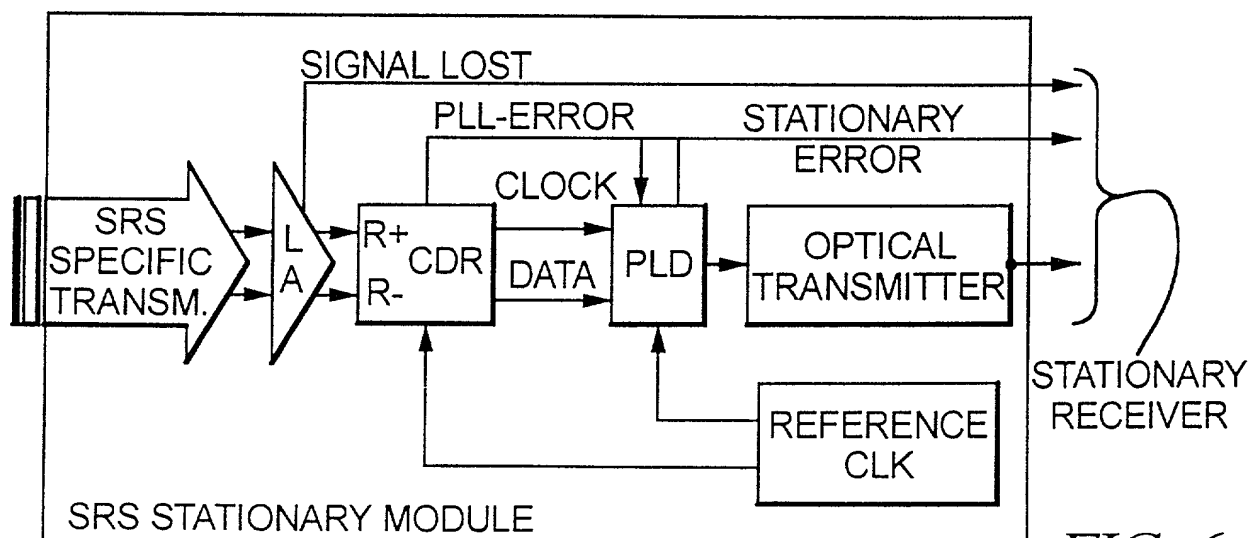 SIGNAL LOST
PLL-ERROR
STATIONARY
ERROR
CLOCK
SRS
SPECIFIC
TRANSM.
L
A
R+
R-
CDR
DATA
PLD
OPTICAL
TRANSMITTER
STATIONARY
RECEIVER
REFERENCE
CLK
SRS STATIONARY MODULE